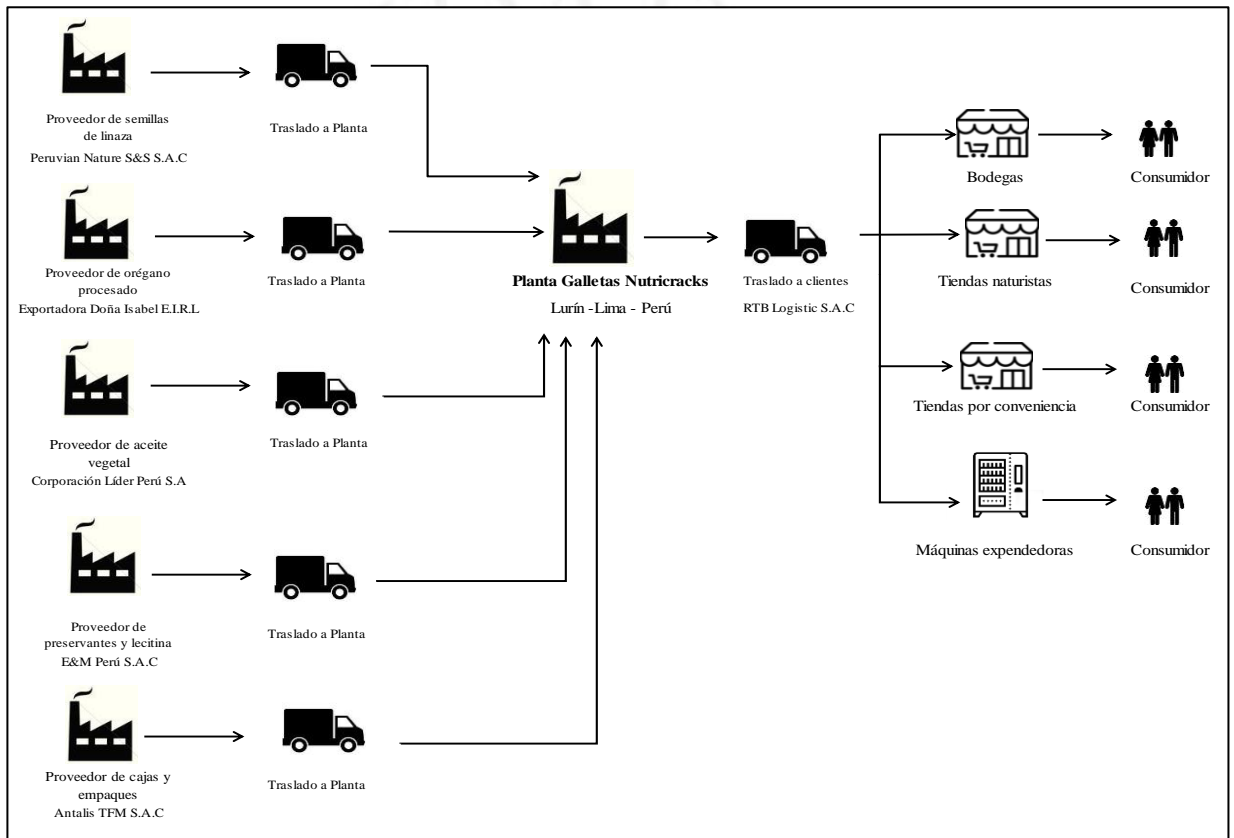 Proveedor de semillas
de linaza
Peruvian Nature S&S S.A.C
Traslado a Planta
Proveedor de orégano
procesado
Exportadora Doña Isabel E.I.R.L
Traslado a Planta
Proveedor de aceite
vegetal
Corporación Líder Perú S.A
Traslado a Planta
Proveedor de
preservantes y lecitina
E&M Perú S.A.C
Traslado a Planta
Proveedor de cajas y
empaques
Antalis TFM S.A.C
Traslado a Planta
Planta Galletas Nutricracks
Lurín -Lima - Perú
Traslado a clientes
RTB Logistic S.A.C
Bodegas
Consumidor
Tiendas naturistas
Consumidor
Tiendas por conveniencia
Consumidor
Máquinas expendedoras
Consumidor